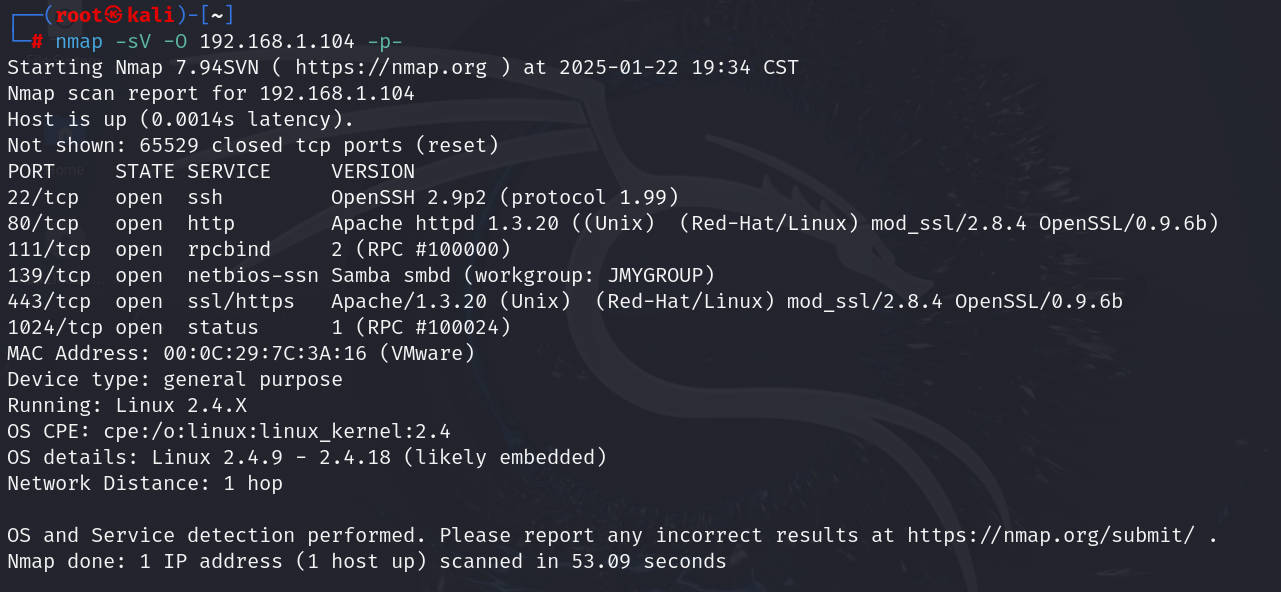 ┌──(root㉿kali)-[~]
└─# nmap -sV -O 192.168.1.104 -p-
Starting Nmap 7.94SVN ( https://nmap.org ) at 2025-01-22 19:34 CST
Nmap scan report for 192.168.1.104
Host is up (0.0014s latency).
Not shown: 65529 closed tcp ports (reset)
PORT     STATE SERVICE     VERSION
22/tcp   open  ssh         OpenSSH 2.9p2 (protocol 1.99)
80/tcp   open  http        Apache httpd 1.3.20 ((Unix)  (Red-Hat/Linux) mod_ssl/2.8.4 OpenSSL/0.9.6b)
111/tcp  open  rpcbind     2 (RPC #100000)
139/tcp  open  netbios-ssn Samba smbd (workgroup: JMYGROUP)
443/tcp  open  ssl/https   Apache/1.3.20 (Unix)  (Red-Hat/Linux) mod_ssl/2.8.4 OpenSSL/0.9.6b
1024/tcp open  status      1 (RPC #100024)
MAC Address: 00:0C:29:7C:3A:16 (VMware)
Device type: general purpose
Running: Linux 2.4.X
OS CPE: cpe:/o:linux:linux_kernel:2.4
OS details: Linux 2.4.9 - 2.4.18 (likely embedded)
Network Distance: 1 hop

OS and Service detection performed. Please report any incorrect results at https://nmap.org/submit/ .
Nmap done: 1 IP address (1 host up) scanned in 53.09 seconds